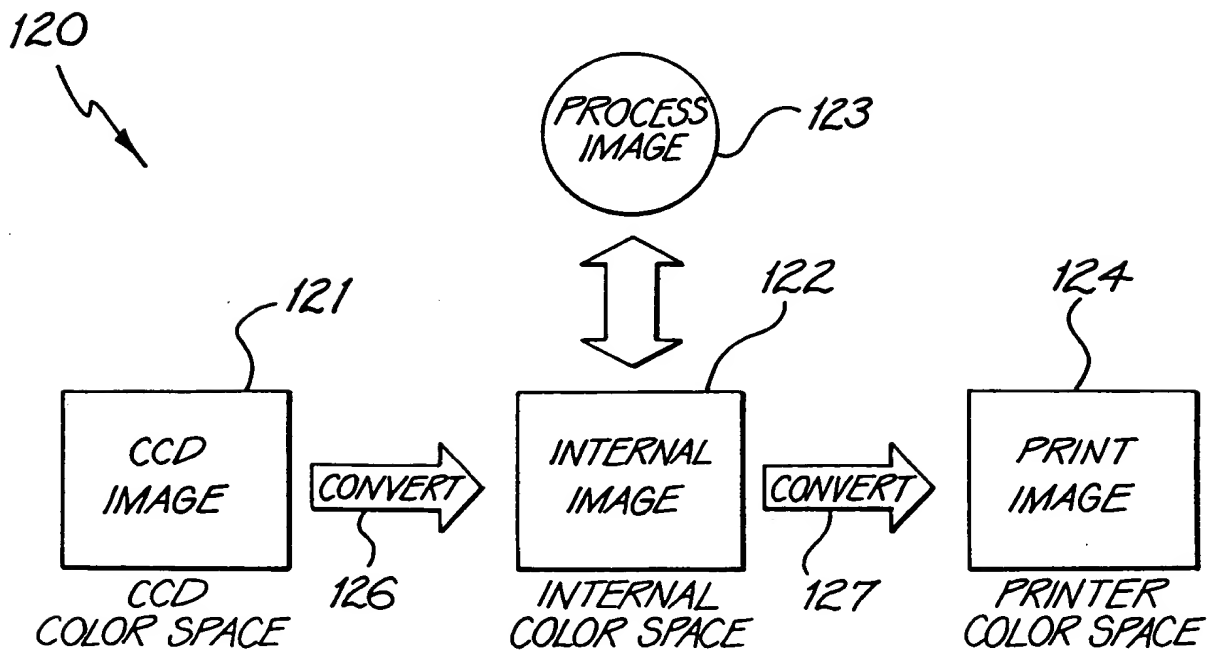 120
PROCESS
IMAGE
123
121
122
124
CCD
IMAGE
CONVERT
126
INTERNAL
IMAGE
CONVERT
127
PRINT
IMAGE
CCD
COLOR SPACE
INTERNAL
COLOR SPACE
PRINTER
COLOR SPACE